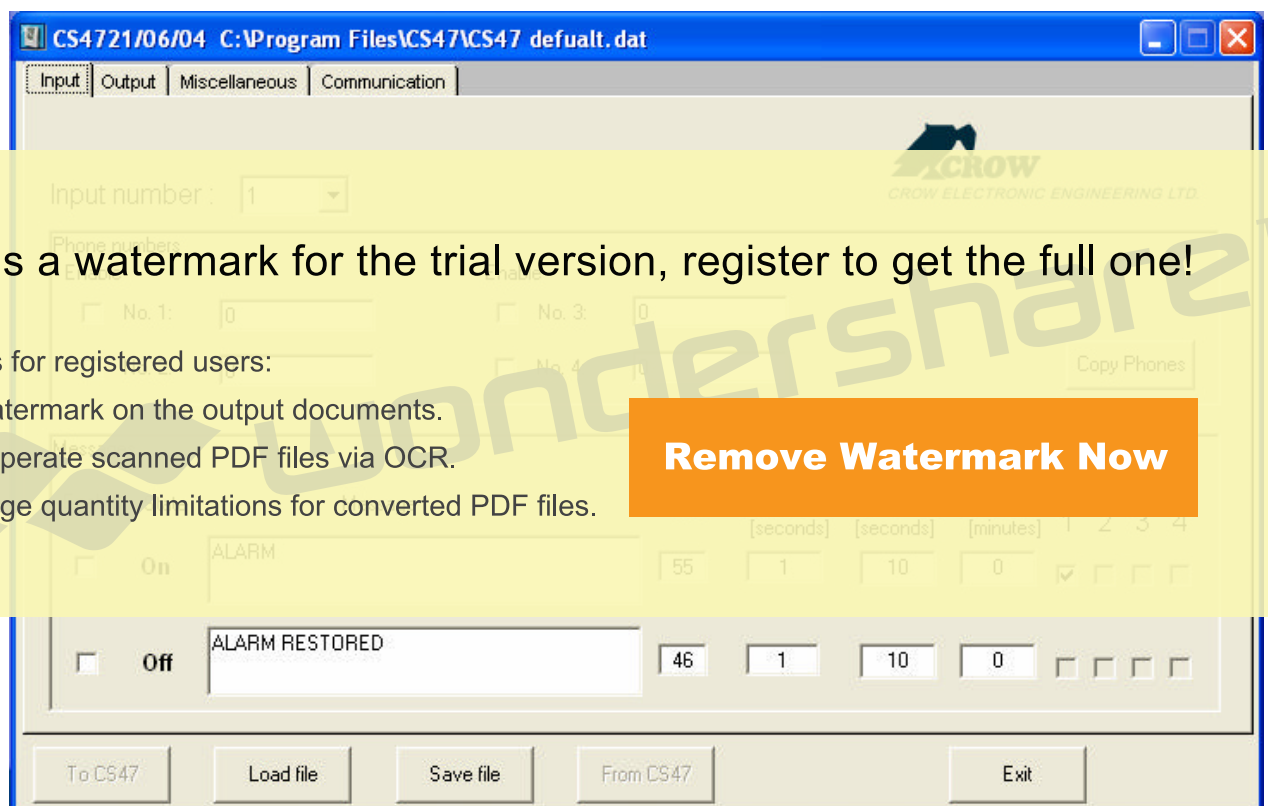 CS4721/06/04 C:\Program Files\CS47\CS47 defualt.dat
Input Output Miscellaneous Communication
CROW
CROW ELECTRONIC ENGINEERING LTD.
Input number : 1
Phone numbers
s a watermark for the trial version, register to get the full one!
No. 1: 0 No. 3: 0
s for registered users:
No. 4: Copy Phones
atermark on the output documents.
perate scanned PDF files via OCR.
Remove Watermark Now
ge quantity limitations for converted PDF files.
wondershare
[seconds] [seconds] [minutes] 1 2 3 4
On ALARM 55 1 10 0
Off ALARM RESTORED 46 1 10 0
To CS47 Load file Save file From CS47 Exit